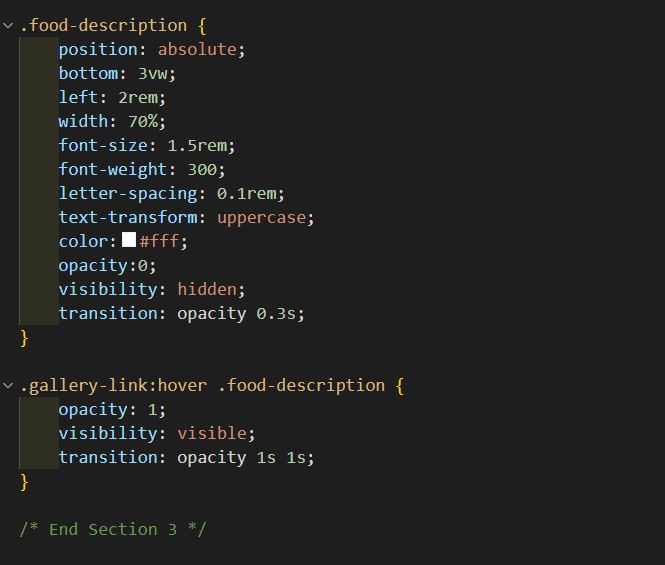 .food-description {
position: absolute;
bottom: 3vw;
left: 2rem;
width: 70%;
font-size: 1.5rem;
font-weight: 300;
letter-spacing: 0.1rem;
text-transform: uppercase;
color: #fff;
opacity:0;
visibility: hidden;
transition: opacity 0.3s;
}
.gallery-link:hover .food-description {
opacity: 1;
visibility: visible;
transition: opacity 1s 1s;
}
/* End Section 3 */